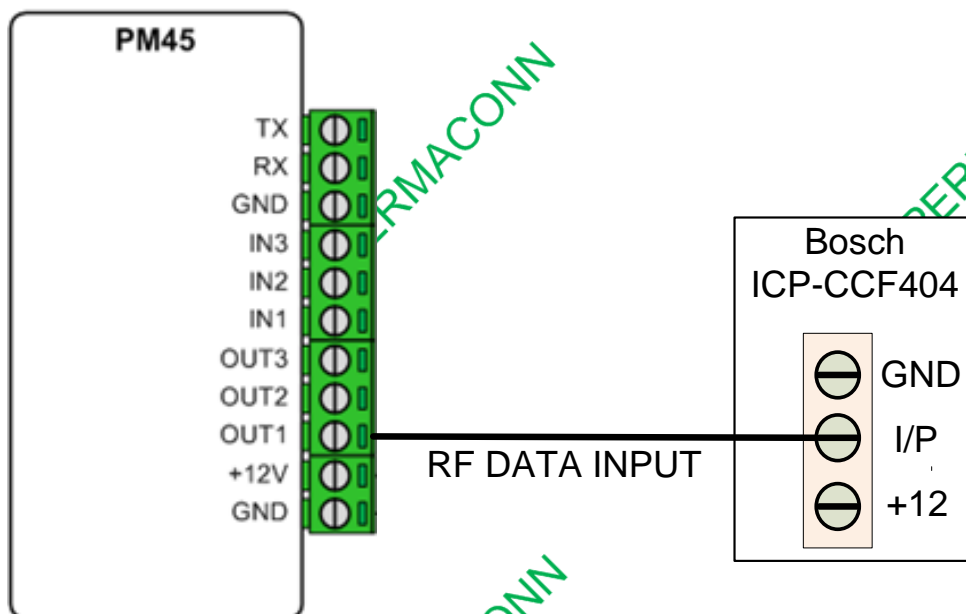 PM45
TX
RX
GND
IN3
IN2
IN1
OUT3
OUT2
OUT1
+12V
GND
RF DATA INPUT
Bosch
ICP-CCF404
GND
I/P
+12